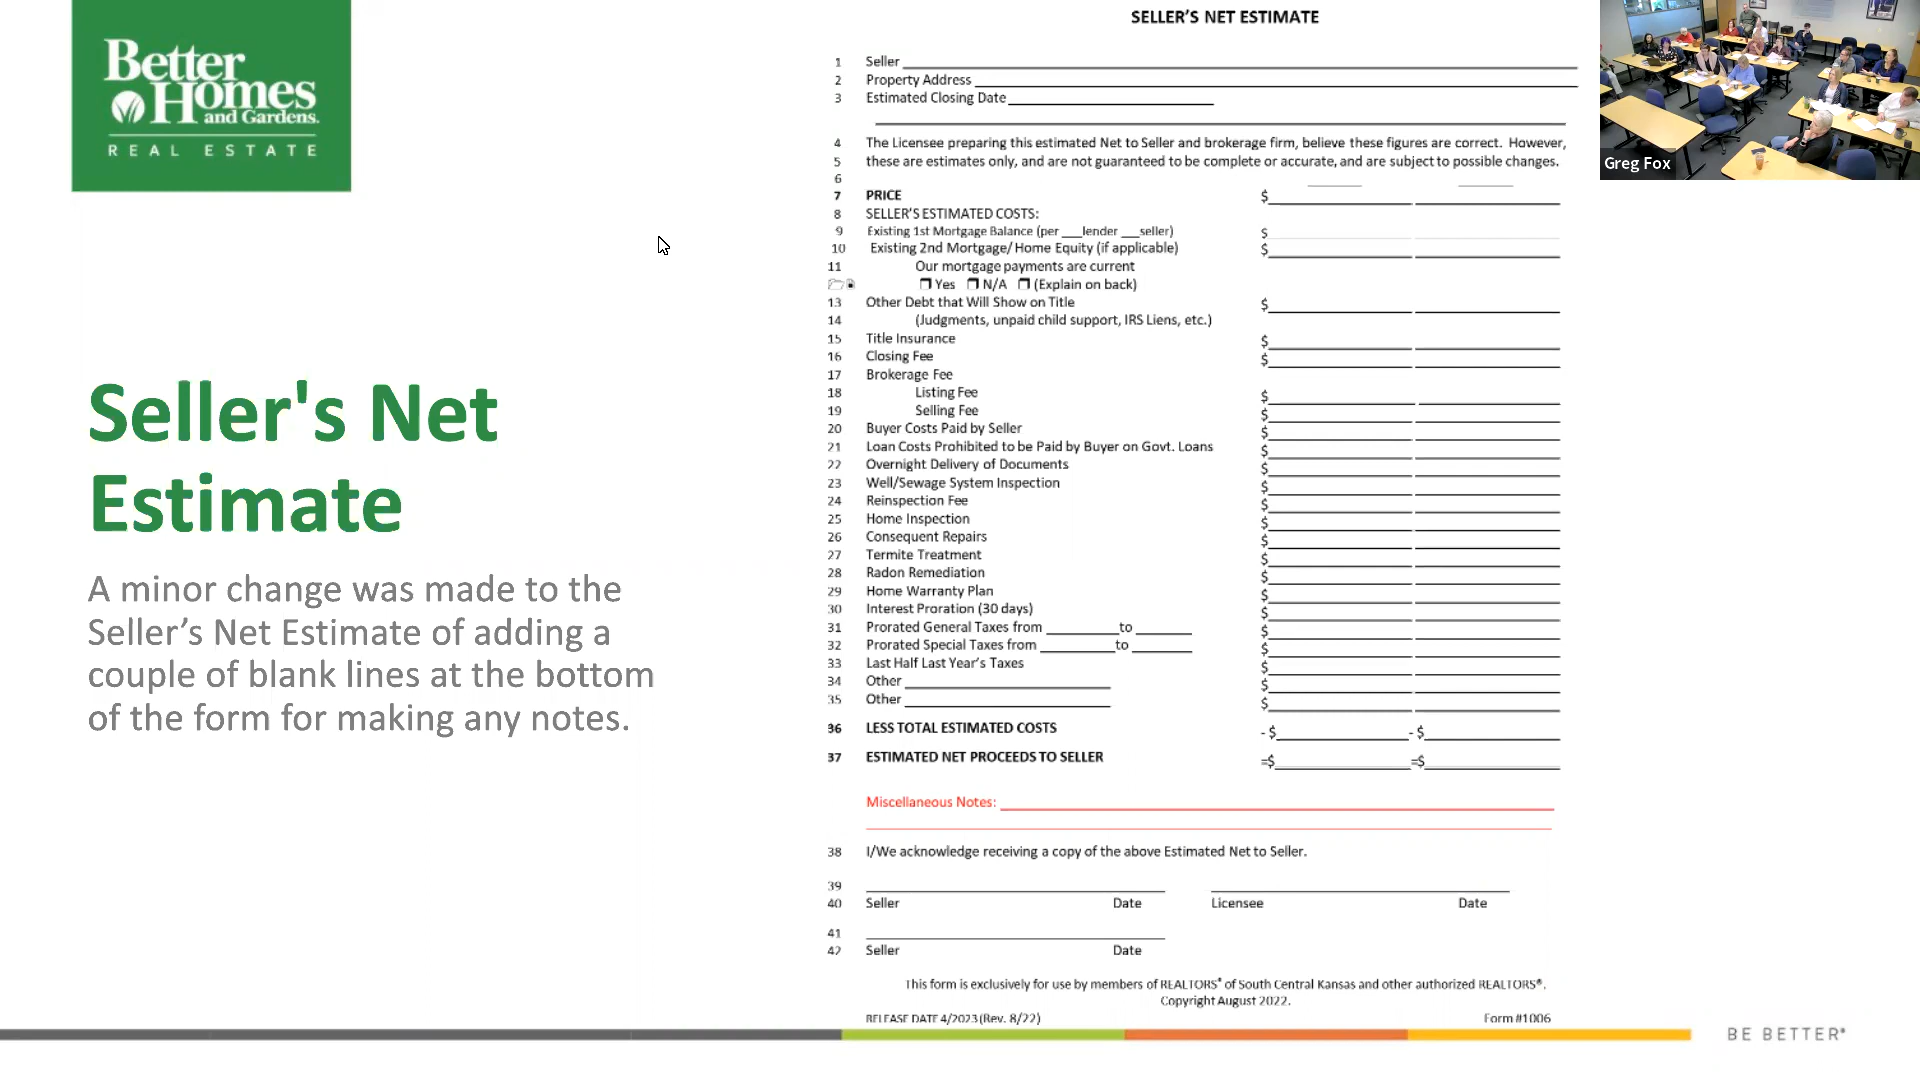 Better
Homes
and Gardens.
REAL ESTATE
Seller's Net
Estimate
A minor change was made to the
Seller’s Net Estimate of adding a
couple of blank lines at the bottom
of the form for making any notes.
SELLER’S NET ESTIMATE
1 Seller
2 Property Address
3 Estimated Closing Date
4 The Licensee preparing this estimated Net to Seller and brokerage firm, believe these figures are correct. However,
5 these are estimates only, and are not guaranteed to be complete or accurate, and are subject to possible changes.
6
7 PRICE $
8 SELLER’S ESTIMATED COSTS:
9 Existing 1st Mortgage Balance (per ___lender ___seller) $
10 Existing 2nd Mortgage/ Home Equity (if applicable) $
11 Our mortgage payments are current
☐ Yes ☐ N/A ☐ (Explain on back)
13 Other Debt that Will Show on Title $
14 (Judgments, unpaid child support, IRS Liens, etc.)
15 Title Insurance $
16 Closing Fee $
17 Brokerage Fee
18 Listing Fee $
19 Selling Fee $
20 Buyer Costs Paid by Seller $
21 Loan Costs Prohibited to be Paid by Buyer on Govt. Loans $
22 Overnight Delivery of Documents $
23 Well/Sewage System Inspection $
24 Reinspection Fee $
25 Home Inspection $
26 Consequent Repairs $
27 Termite Treatment $
28 Radon Remediation $
29 Home Warranty Plan $
30 Interest Proration (30 days) $
31 Prorated General Taxes from _________to _______ $
32 Prorated Special Taxes from _________to _______ $
33 Last Half Last Year’s Taxes $
34 Other $
35 Other $
36 LESS TOTAL ESTIMATED COSTS - $ - $
37 ESTIMATED NET PROCEEDS TO SELLER =$ =$
Miscellaneous Notes:
38 I/We acknowledge receiving a copy of the above Estimated Net to Seller.
39
40 Seller Date Licensee Date
41
42 Seller Date
This form is exclusively for use by members of REALTORS® of South Central Kansas and other authorized REALTORS®.
Copyright August 2022.
RELEASE DATE 4/2023 (Rev. 8/22) Form #1006
BE BETTER®
Greg Fox